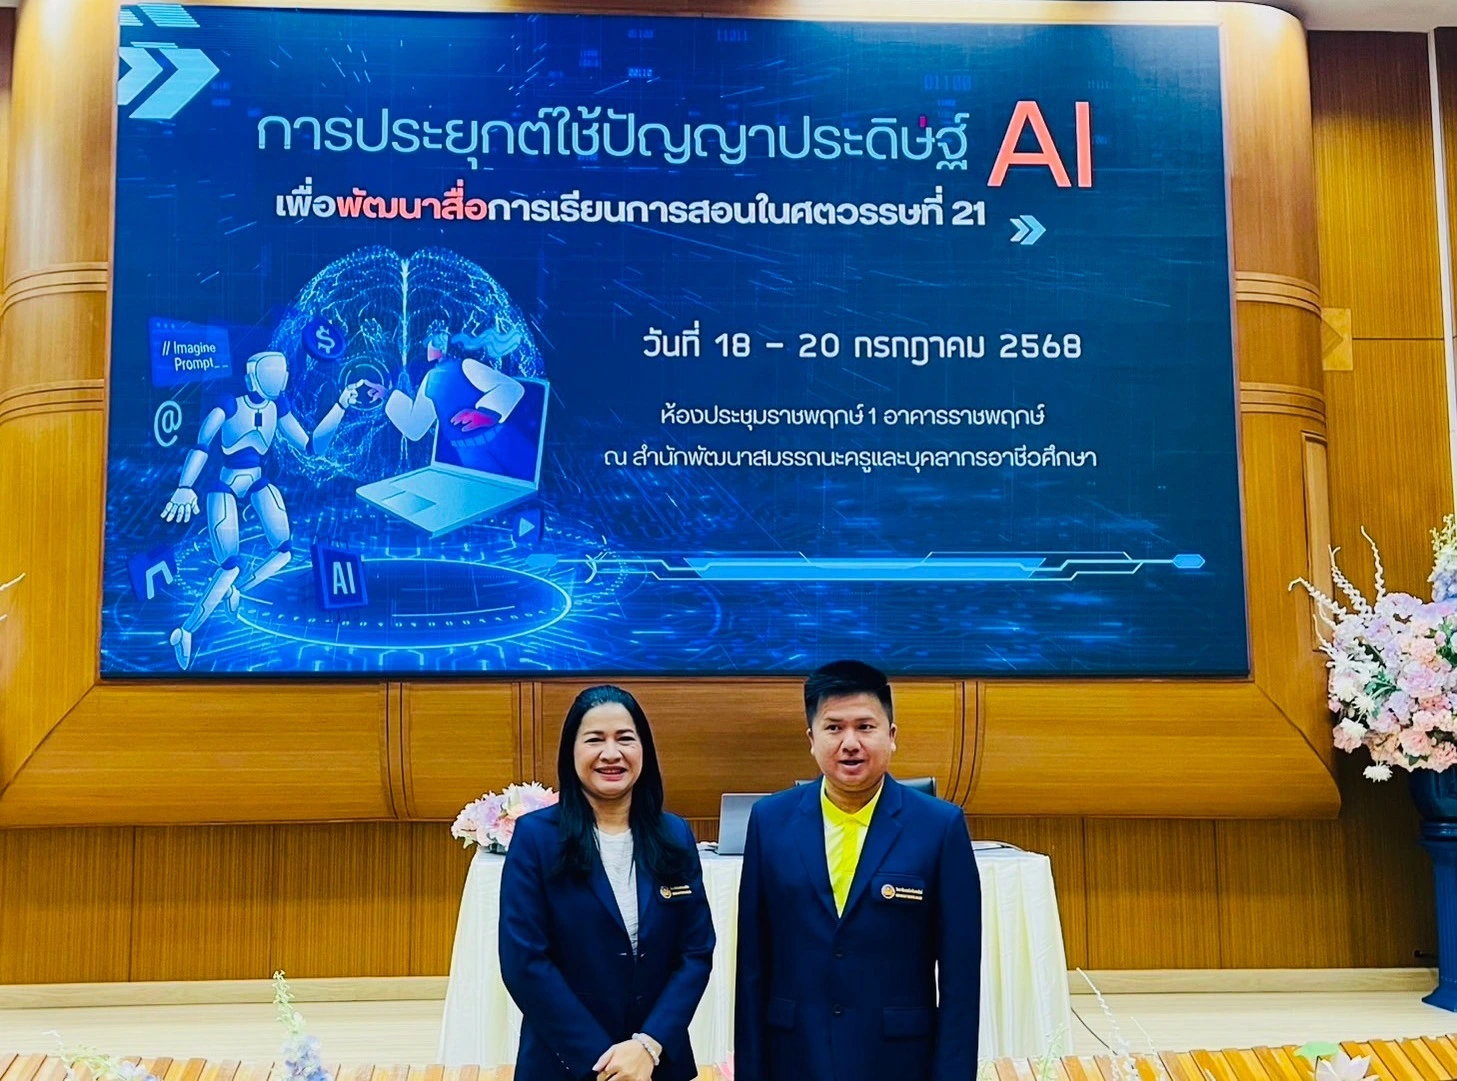 การประยุกต์ใช้ปัญญาประดิษฐ์ AI
เพื่อพัฒนาสื่อการเรียนการสอนในศตวรรษที่ 21
วันที่ 18 - 20 กรกฎาคม 2568
ห้องประชุมราชพฤกษ์ 1 อาคารราชพฤกษ์
ณ สำนักพัฒนาสมรรถนะครูและบุคลากรอาชีวศึกษา
// Imagine
Prompt_ _
$
@
AI